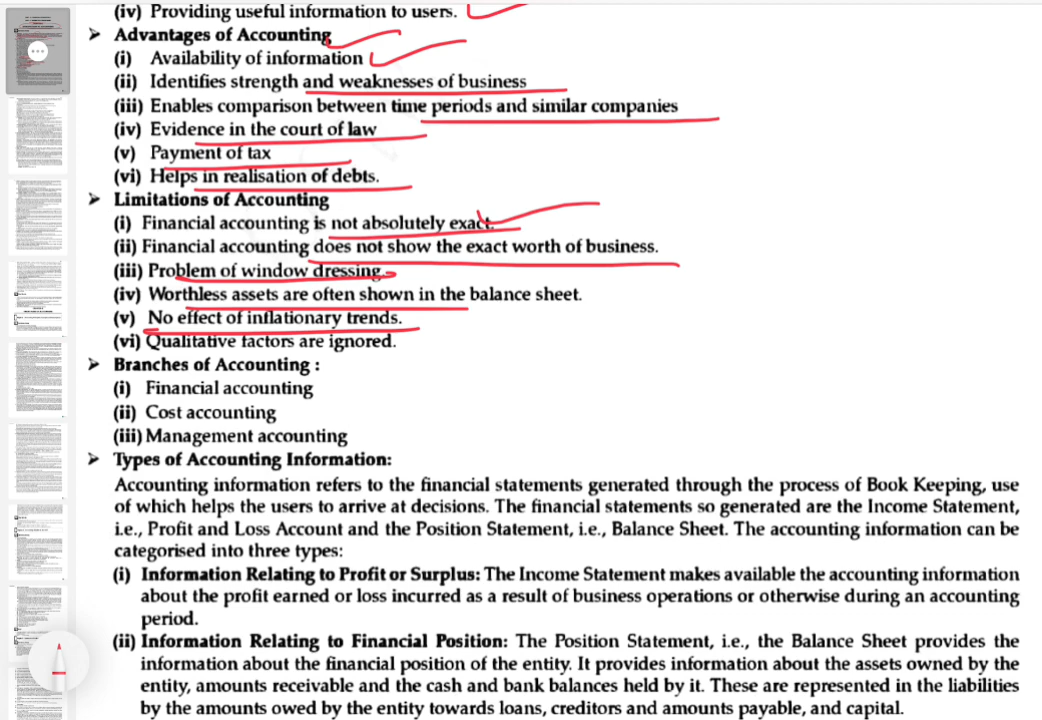 (iv) Providing useful information to users.
➢ Advantages of Accounting
(i) Availability of information
(ii) Identifies strength and weaknesses of business
(iii) Enables comparison between time periods and similar companies
(iv) Evidence in the court of law
(v) Payment of tax
(vi) Helps in realisation of debts.
➢ Limitations of Accounting
(i) Financial accounting is not absolutely exact.
(ii) Financial accounting does not show the exact worth of business.
(iii) Problem of window dressing.
(iv) Worthless assets are often shown in the balance sheet.
(v) No effect of inflationary trends.
(vi) Qualitative factors are ignored.
➢ Branches of Accounting :
(i) Financial accounting
(ii) Cost accounting
(iii) Management accounting
➢ Types of Accounting Information:
Accounting information refers to the financial statements generated through the process of Book Keeping, use
of which helps the users to arrive at decisions. The financial statements so generated are the Income Statement,
i.e., Profit and Loss Account and the Position Statement, i.e., Balance Sheet. The accounting information can be
categorised into three types:
(i) Information Relating to Profit or Surplus: The Income Statement makes available the accounting information
about the profit earned or loss incurred as a result of business operations or otherwise during an accounting
period.
(ii) Information Relating to Financial Position: The Position Statement, i.e., the Balance Sheet provides the
information about the financial position of the entity. It provides information about the assets owned by the
entity, amounts receivable and the cash and bank balances held by it. These are represented in the liabilities
by the amounts owed by the entity towards loans, creditors and amounts payable, and capital.